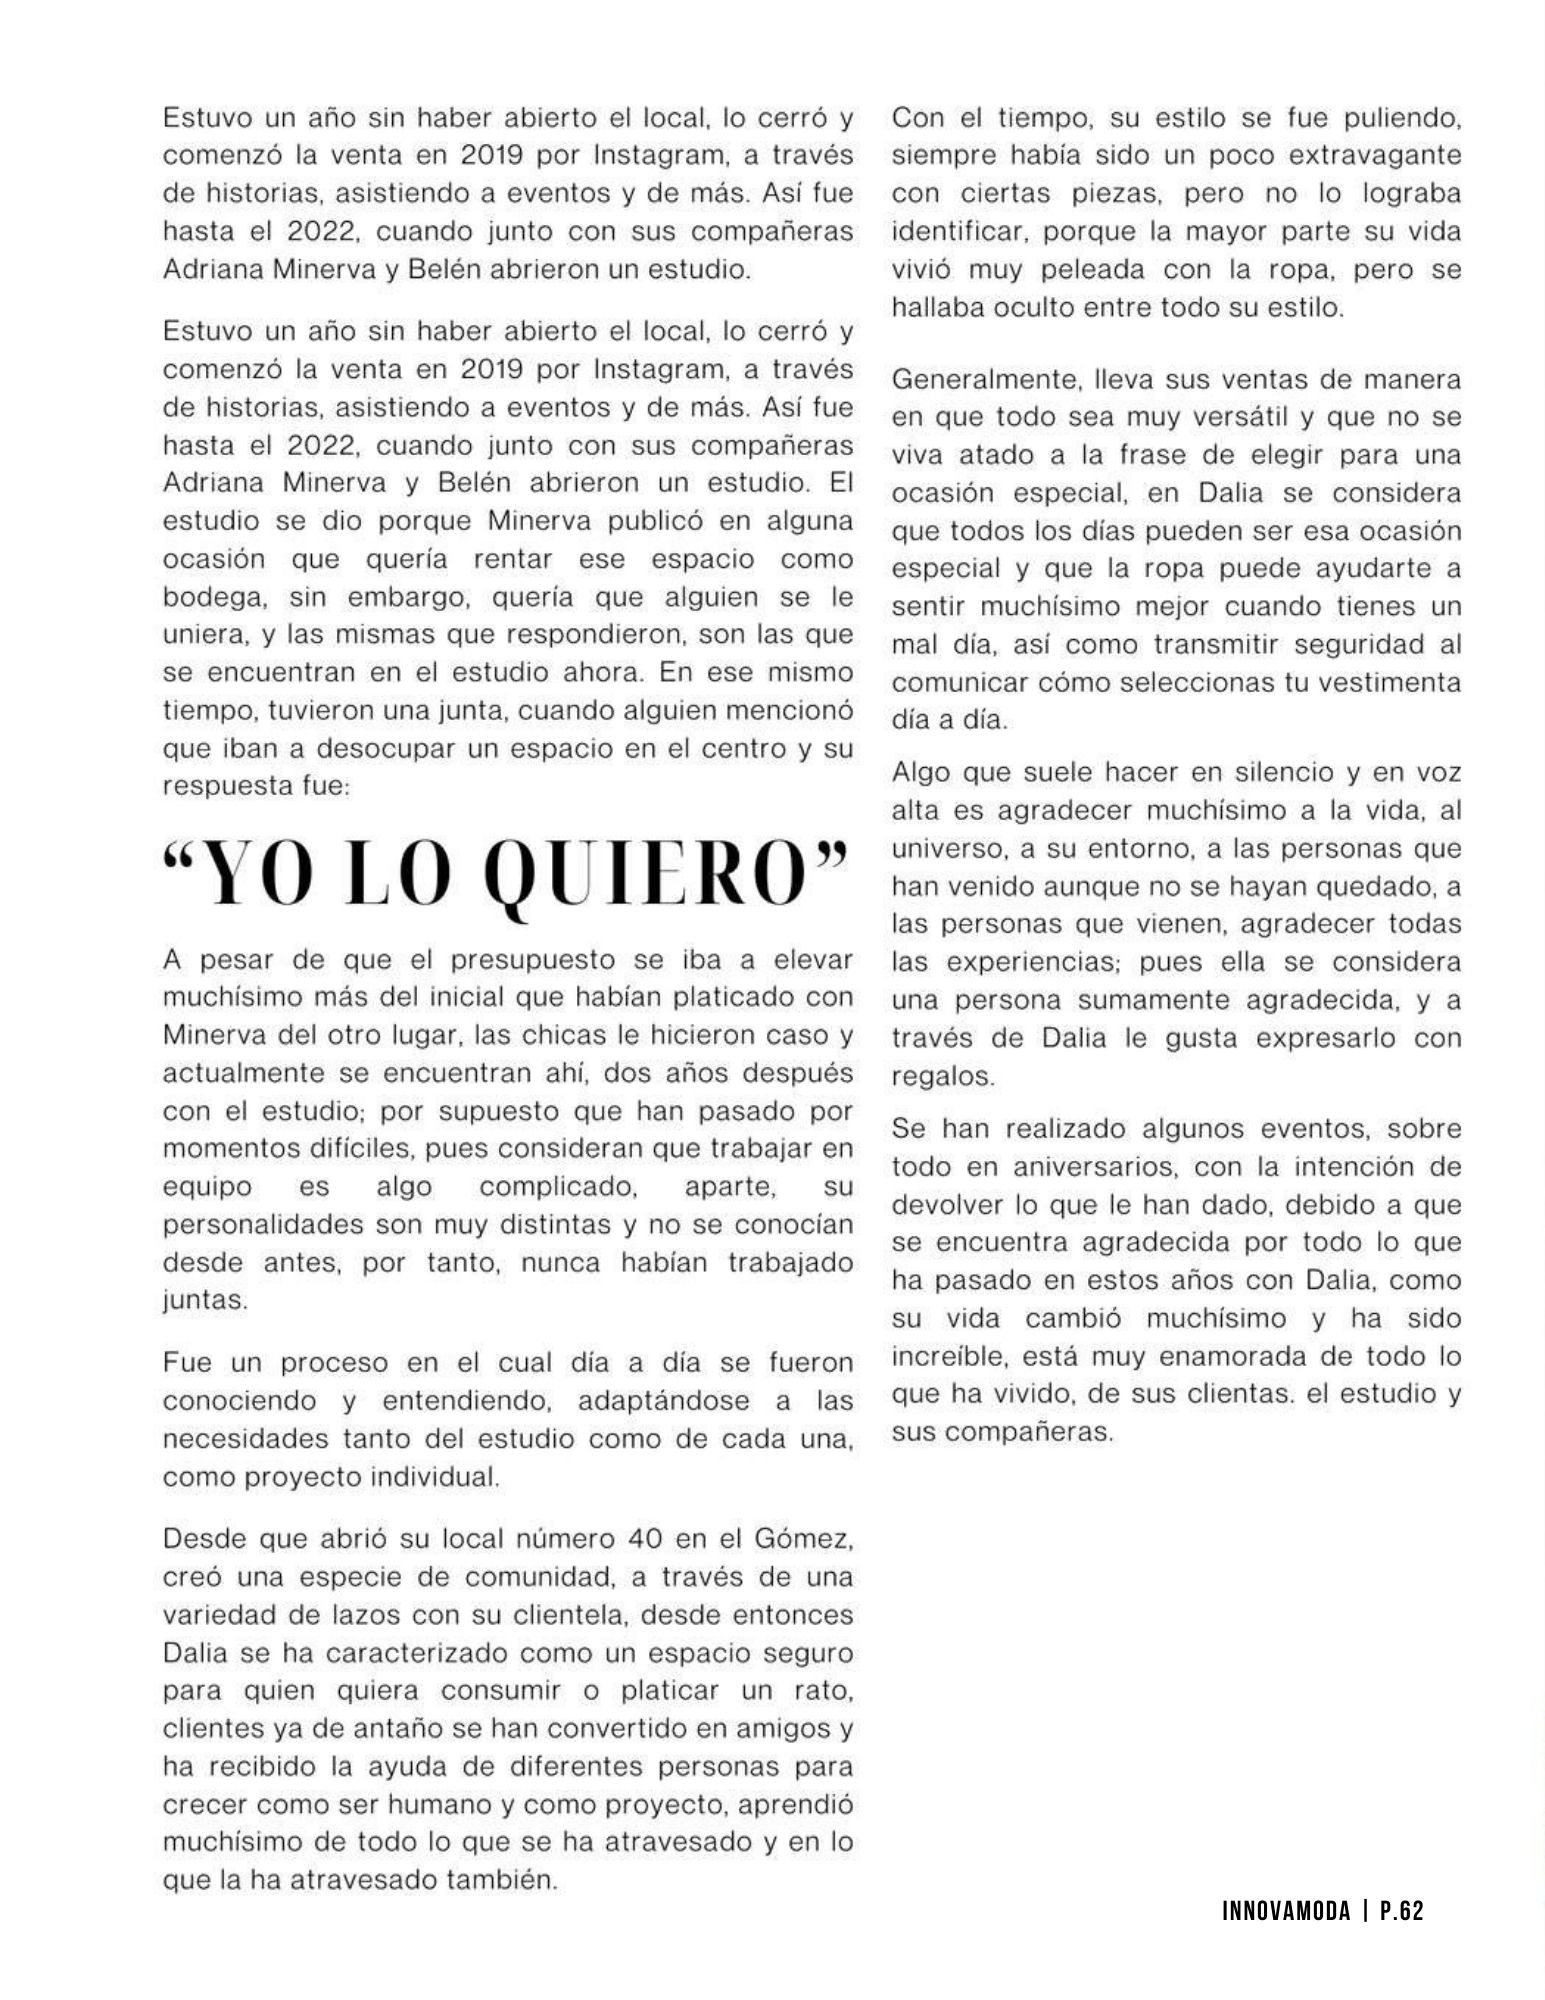 Estuvo un año sin haber abierto el local, lo cerró y
comenzó la venta en 2019 por Instagram, a través
de historias, asistiendo a eventos y de más. Así fue
hasta el 2022, cuando junto con sus compañeras
Adriana Minerva y Belén abrieron un estudio.
Estuvo un año sin haber abierto el local, lo cerró y
comenzó la venta en 2019 por Instagram, a través
de historias, asistiendo a eventos y de más. Así fue
hasta el 2022, cuando junto con sus compañeras
Adriana Minerva y Belén abrieron un estudio. El
estudio se dio porque Minerva publicó en alguna
ocasión que quería rentar ese espacio como
bodega, sin embargo, quería que alguien se le
uniera, y las mismas que respondieron, son las que
se encuentran en el estudio ahora. En ese mismo
tiempo, tuvieron una junta, cuando alguien mencionó
que iban a desocupar un espacio en el centro y su
respuesta fue:
“YO LO QUIERO”
A pesar de que el presupuesto se iba a elevar
muchísimo más del inicial que habían platicado con
Minerva del otro lugar, las chicas le hicieron caso y
actualmente se encuentran ahí, dos años después
con el estudio; por supuesto que han pasado por
momentos difíciles, pues consideran que trabajar en
equipo es algo complicado, aparte, su
personalidades son muy distintas y no se conocían
desde antes, por tanto, nunca habían trabajado
juntas.
Fue un proceso en el cual día a día se fueron
conociendo y entendiendo, adaptándose a las
necesidades tanto del estudio como de cada una,
como proyecto individual.
Desde que abrió su local número 40 en el Gómez,
creó una especie de comunidad, a través de una
variedad de lazos con su clientela, desde entonces
Dalia se ha caracterizado como un espacio seguro
para quien quiera consumir o platicar un rato,
clientes ya de antaño se han convertido en amigos y
ha recibido la ayuda de diferentes personas para
crecer como ser humano y como proyecto, aprendió
muchísimo de todo lo que se ha atravesado y en lo
que la ha atravesado también.
Con el tiempo, su estilo se fue puliendo,
siempre había sido un poco extravagante
con ciertas piezas, pero no lo lograba
identificar, porque la mayor parte su vida
vivió muy peleada con la ropa, pero se
hallaba oculto entre todo su estilo.
Generalmente, lleva sus ventas de manera
en que todo sea muy versátil y que no se
viva atado a la frase de elegir para una
ocasión especial, en Dalia se considera
que todos los días pueden ser esa ocasión
especial y que la ropa puede ayudarte a
sentir muchísimo mejor cuando tienes un
mal día, así como transmitir seguridad al
comunicar cómo seleccionas tu vestimenta
día a día.
Algo que suele hacer en silencio y en voz
alta es agradecer muchísimo a la vida, al
universo, a su entorno, a las personas que
han venido aunque no se hayan quedado, a
las personas que vienen, agradecer todas
las experiencias; pues ella se considera
una persona sumamente agradecida, y a
través de Dalia le gusta expresarlo con
regalos.
Se han realizado algunos eventos, sobre
todo en aniversarios, con la intención de
devolver lo que le han dado, debido a que
se encuentra agradecida por todo lo que
ha pasado en estos años con Dalia, como
su vida cambió muchísimo y ha sido
increíble, está muy enamorada de todo lo
que ha vivido, de sus clientas. el estudio y
sus compañeras.
INNOVAMODA | P.62